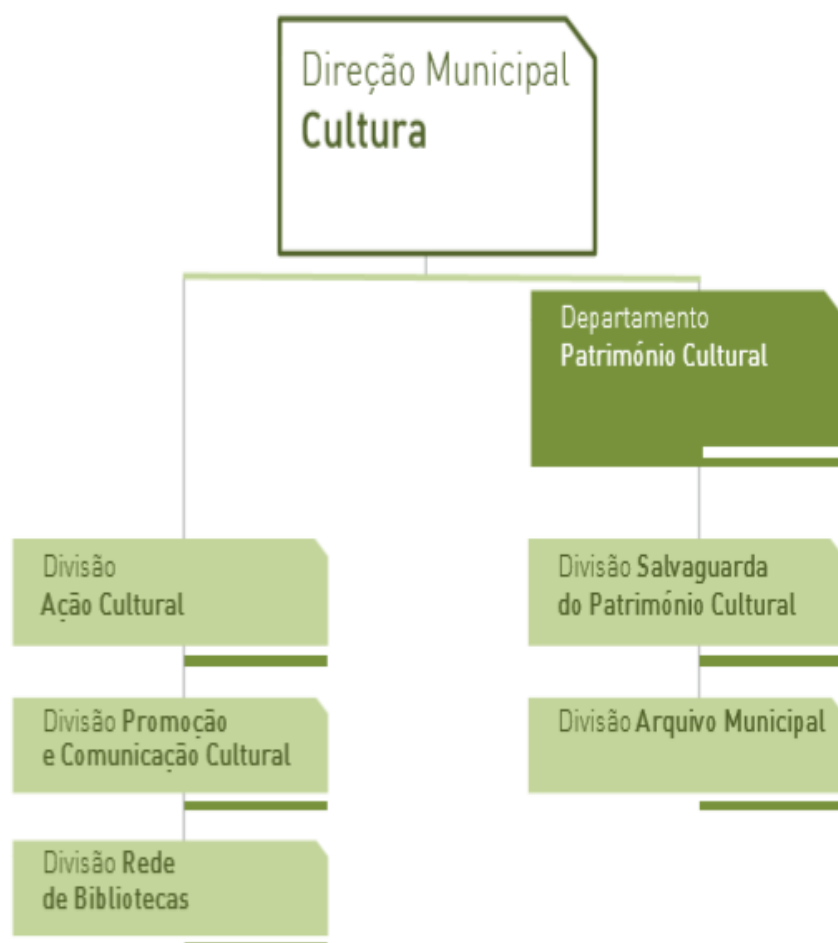 Direção Municipal
Cultura
Departamento
Património Cultural
Divisão
Ação Cultural
Divisão Promoção
e Comunicação Cultural
Divisão Rede
de Bibliotecas
Divisão Salvaguarda
do Património Cultural
Divisão Arquivo Municipal